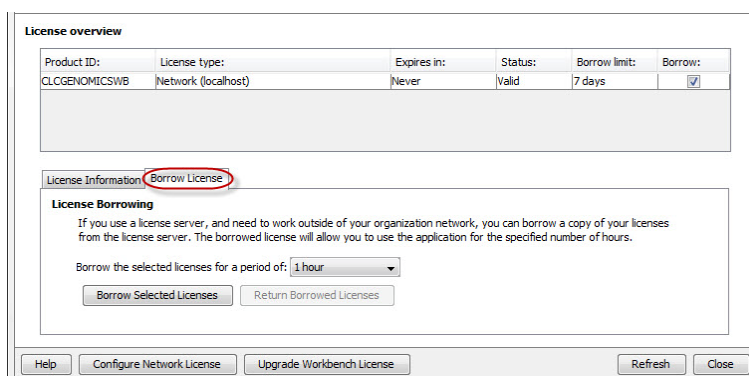 License overview
Product ID: License type: Expires in: Status: Borrow limit: Borrow:
CLCGENOMICSWB Network (localhost) Never Valid 7 days
License Information Borrow License
License Borrowing
If you use a license server, and need to work outside of your organization network, you can borrow a copy of your licenses
from the license server. The borrowed license will allow you to use the application for the specified number of hours.
Borrow the selected licenses for a period of: 1 hour
Borrow Selected Licenses Return Borrowed Licenses
Help Configure Network License Upgrade Workbench License Refresh Close